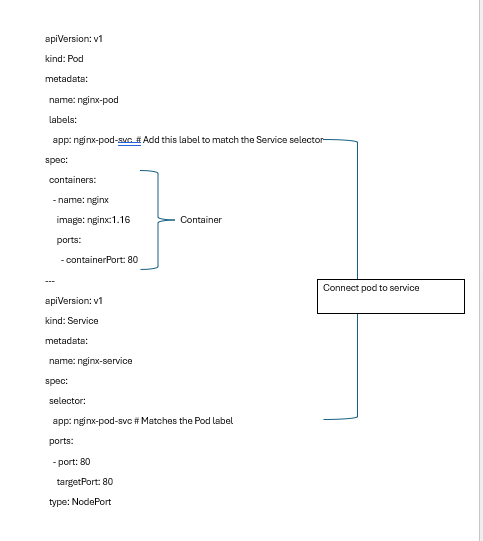 apiVersion: v1
kind: Pod
metadata:
name: nginx-pod
labels:
app: nginx-pod-svc # Add this label to match the Service selector
spec:
containers:
- name: nginx
image: nginx:1.16
Container
ports:
- containerPort: 80
---
Connect pod to service
apiVersion: v1
kind: Service
metadata:
name: nginx-service
spec:
selector:
app: nginx-pod-svc # Matches the Pod label
ports:
- port: 80
targetPort: 80
type: NodePort